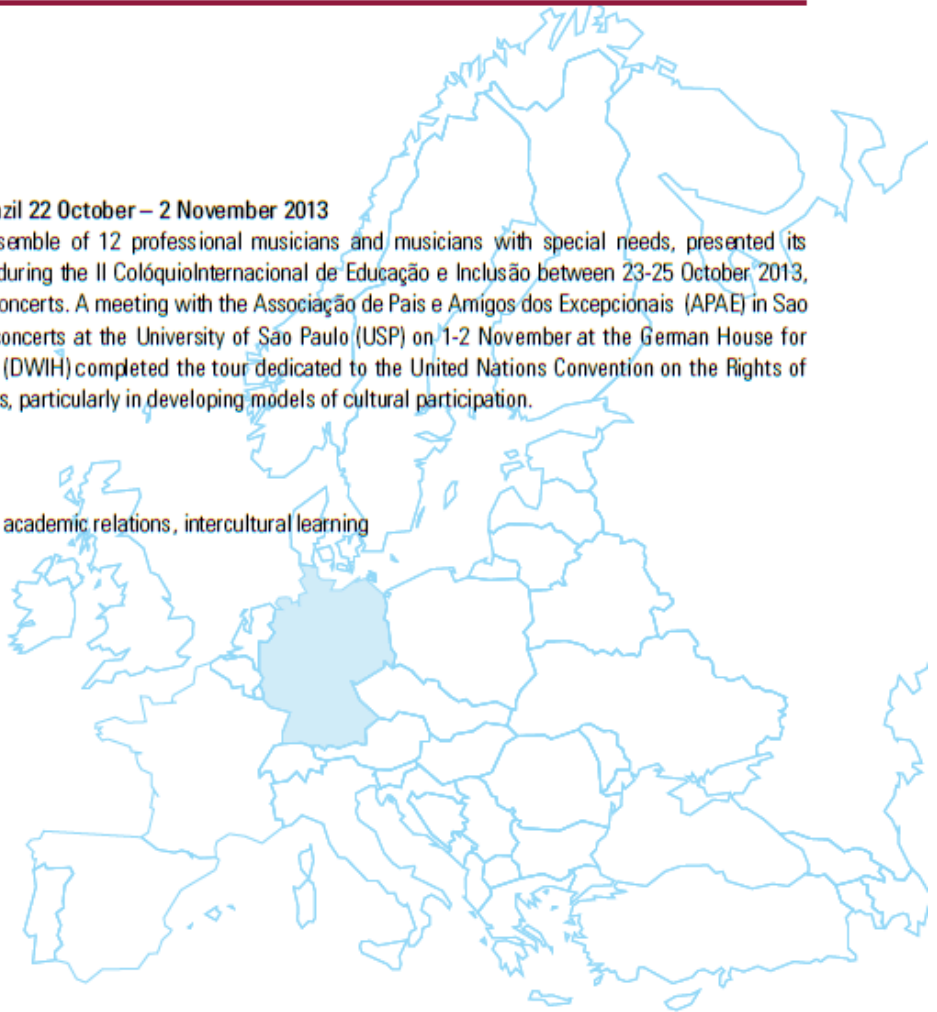 zil 22 October – 2 November 2013
semble of 12 professional musicians and musicians with special needs, presented its
during the II ColóquioInternacional de Educação e Inclusão between 23-25 October 2013,
oncerts. A meeting with the Associação de Pais e Amigos dos Excepcionais (APAE) in Sao
concerts at the University of Sao Paulo (USP) on 1-2 November at the German House for
(DWIH) completed the tour dedicated to the United Nations Convention on the Rights of
s, particularly in developing models of cultural participation.
academic relations, intercultural learning